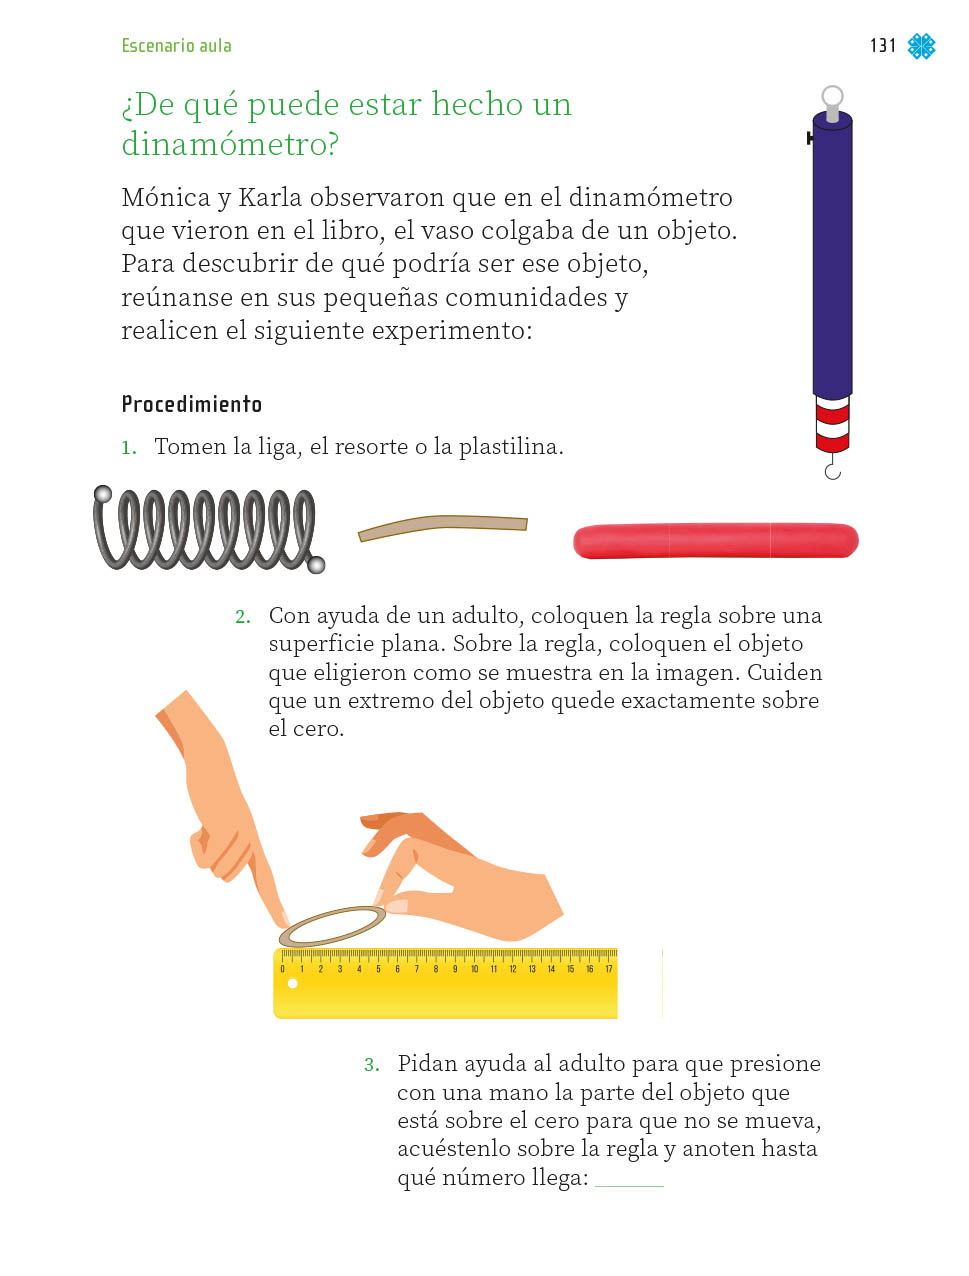 Escenario aula
131
¿De qué puede estar hecho un
dinamómetro?
Mónica y Karla observaron que en el dinamómetro
que vieron en el libro, el vaso colgaba de un objeto.
Para descubrir de qué podría ser ese objeto,
reúnanse en sus pequeñas comunidades y
realicen el siguiente experimento:
Procedimiento
1. Tomen la liga, el resorte o la plastilina.
2. Con ayuda de un adulto, coloquen la regla sobre una
superficie plana. Sobre la regla, coloquen el objeto
que eligieron como se muestra en la imagen. Cuiden
que un extremo del objeto quede exactamente sobre
el cero.
0 1 2 3 4 5 6 7 8 9 10 11 12 13 14 15 16 17
3. Pidan ayuda al adulto para que presione
con una mano la parte del objeto que
está sobre el cero para que no se mueva,
acuéstenlo sobre la regla y anoten hasta
qué número llega: ______